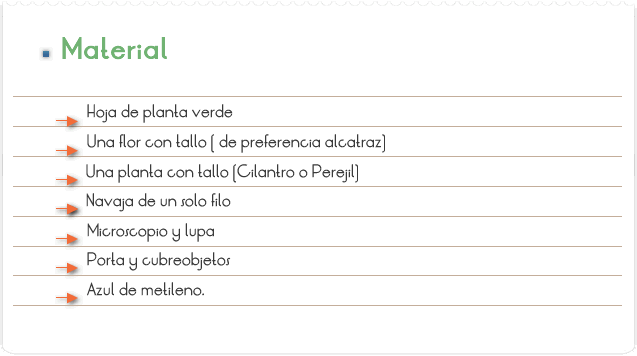 Material
Hoja de planta verde
Una flor con tallo ( de preferencia alcatraz)
Una planta con tallo (Cilantro o Perejil)
Navaja de un solo filo
Microscopio y lupa
Porta y cubreobjetos
Azul de metileno.